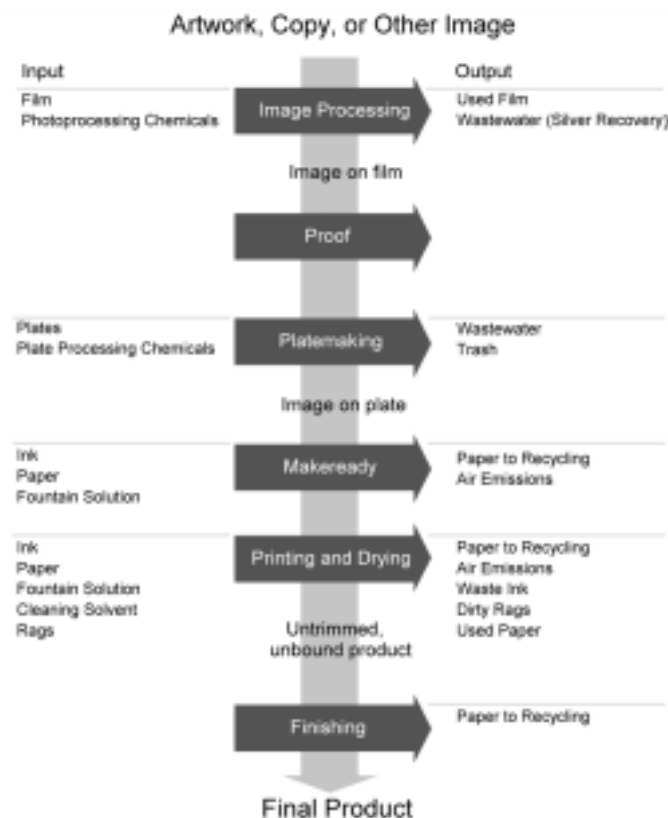 Artwork, Copy, or Other Image
Input
Output
Film
Photoprocessing Chemicals
Image Processing
Used Film
Wastewater (Silver Recovery)
Image on film
Proof
Plates
Plate Processing Chemicals
Platemaking
Wastewater
Trash
Image on plate
Ink
Paper
Fountain Solution
Makeready
Paper to Recycling
Air Emissions
Ink
Paper
Fountain Solution
Cleaning Solvent
Rags
Printing and Drying
Paper to Recycling
Air Emissions
Waste Ink
Dirty Rags
Used Paper
Untrimmed,
unbound product
Finishing
Paper to Recycling
Final Product